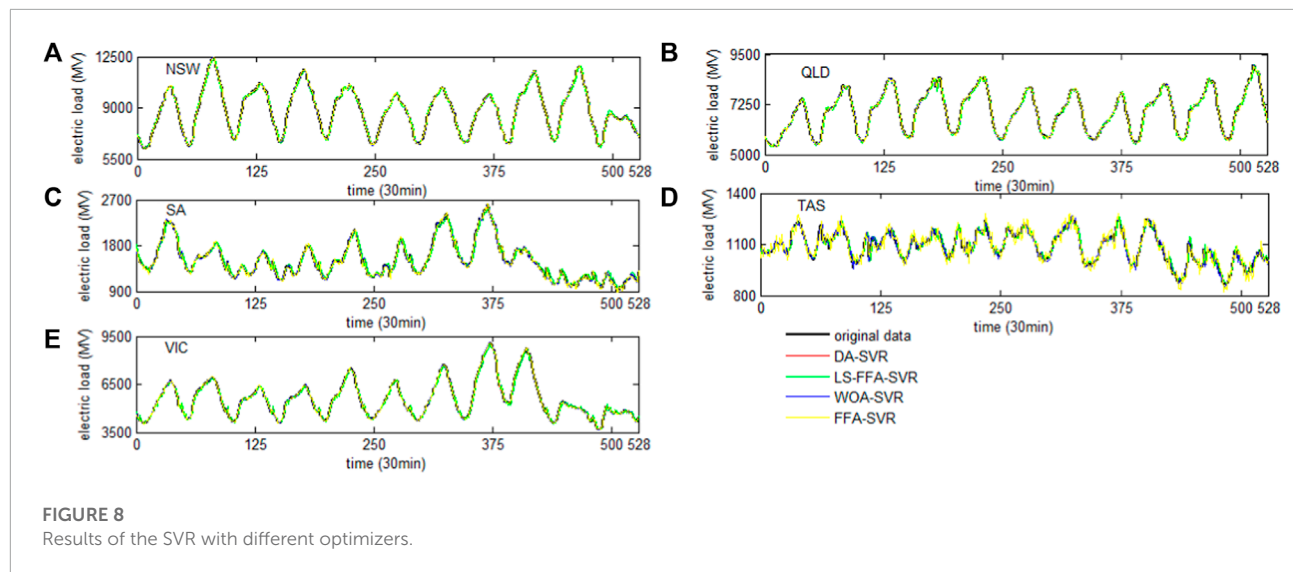 A
electric load (MV)
12500
9000
5500
NSW
0
125
250
375
500 528
time (30min)
B
electric load (MV)
9500
7250
5000
QLD
0
125
250
375
500 528
time (30min)
C
electric load (MV)
2700
1800
900
SA
0
125
250
375
500 528
time (30min)
D
electric load (MV)
1400
1100
800
TAS
0
125
250
375
500 528
time (30min)
E
electric load (MV)
9500
6500
3500
VIC
0
125
250
375
500 528
time (30min)
original data
DA-SVR
LS-FFA-SVR
WOA-SVR
FFA-SVR
FIGURE 8
Results of the SVR with different optimizers.